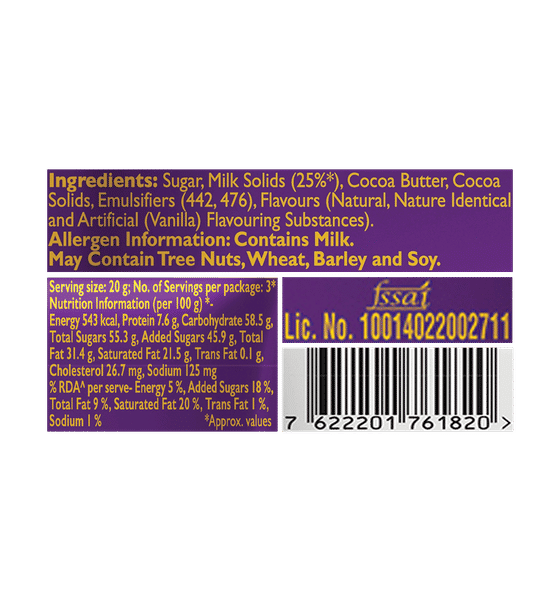 Ingredients: Sugar, Milk Solids (25%*), Cocoa Butter, Cocoa
Solids, Emulsifiers (442, 476), Flavours (Natural, Nature Identical
and Artificial (Vanilla) Flavouring Substances).
Allergen Information: Contains Milk.
May Contain Tree Nuts, Wheat, Barley and Soy.
Serving size: 20 g; No. of Servings per package: 3*
Nutrition Information (per 100 g) *-
Energy 543 kcal, Protein 7.6 g, Carbohydrate 58.5 g,
Total Sugars 55.3 g, Added Sugars 45.9 g, Total
Fat 31.4 g, Saturated Fat 21.5 g, Trans Fat 0.1 g,
Cholesterol 26.7 mg, Sodium 125 mg
% RDA^ per serve- Energy 5 %, Added Sugars 18 %,
Total Fat 9 %, Saturated Fat 20 %, Trans Fat 1 %,
Sodium 1 % *Approx. values
fssai
Lic. No. 10014022002711
7 622201 761820 >